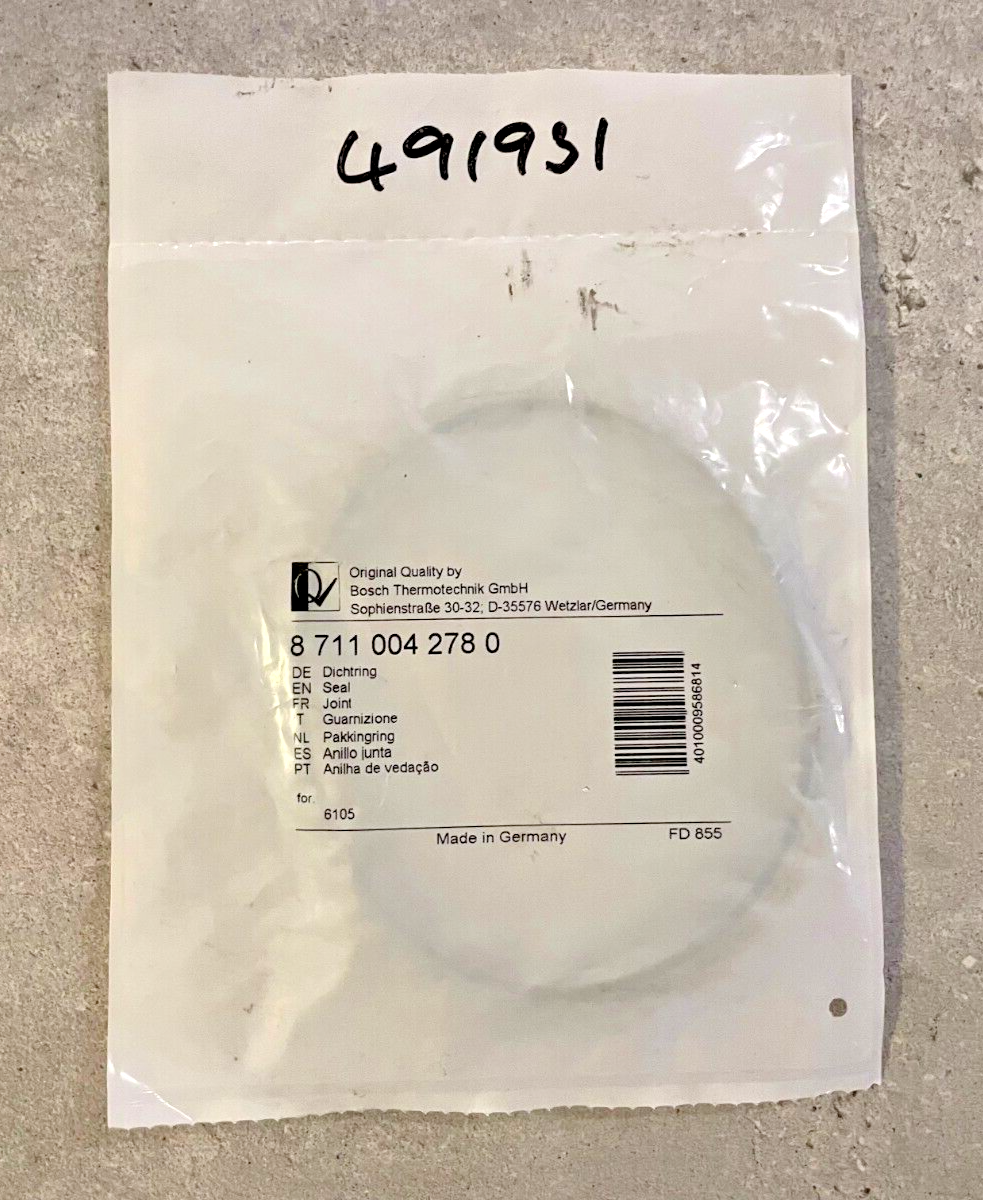 491931
Original Quality by
Bosch Thermotechnik GmbH
Sophienstraße 30-32; D-35576 Wetzlar/Germany
8 711 004 278 0
DE Dichtring
EN Seal
FR Joint
T Guarnizione
NL Pakkingring
ES Anillo junta
PT Anilha de vedação
4010009586814
for.
6105
Made in Germany FD 855